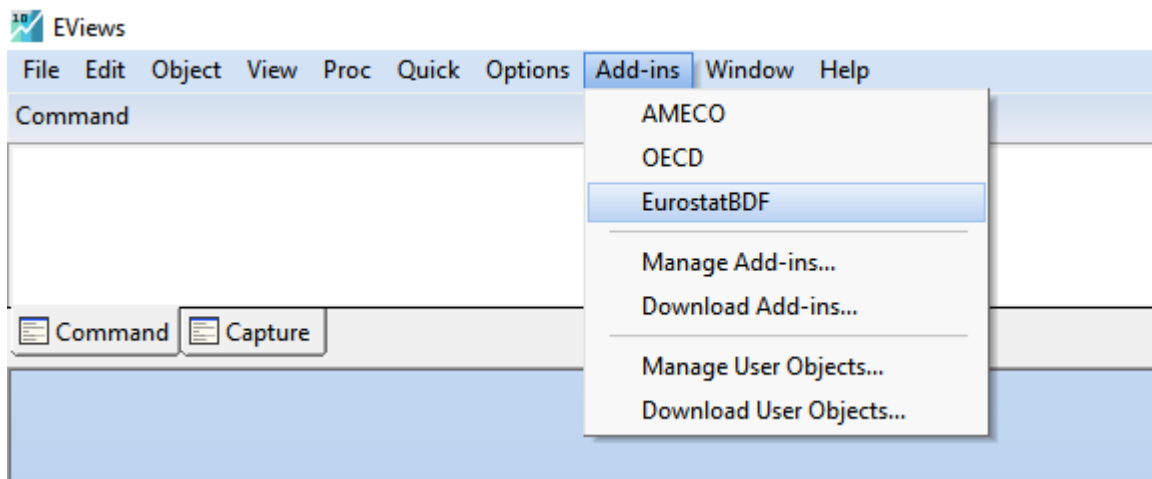 10 EViews
File Edit Object View Proc Quick Options Add-ins Window Help
Command
AMECO
OECD
EurostatBDF
Manage Add-ins...
Download Add-ins...
Manage User Objects...
Download User Objects...
Command Capture